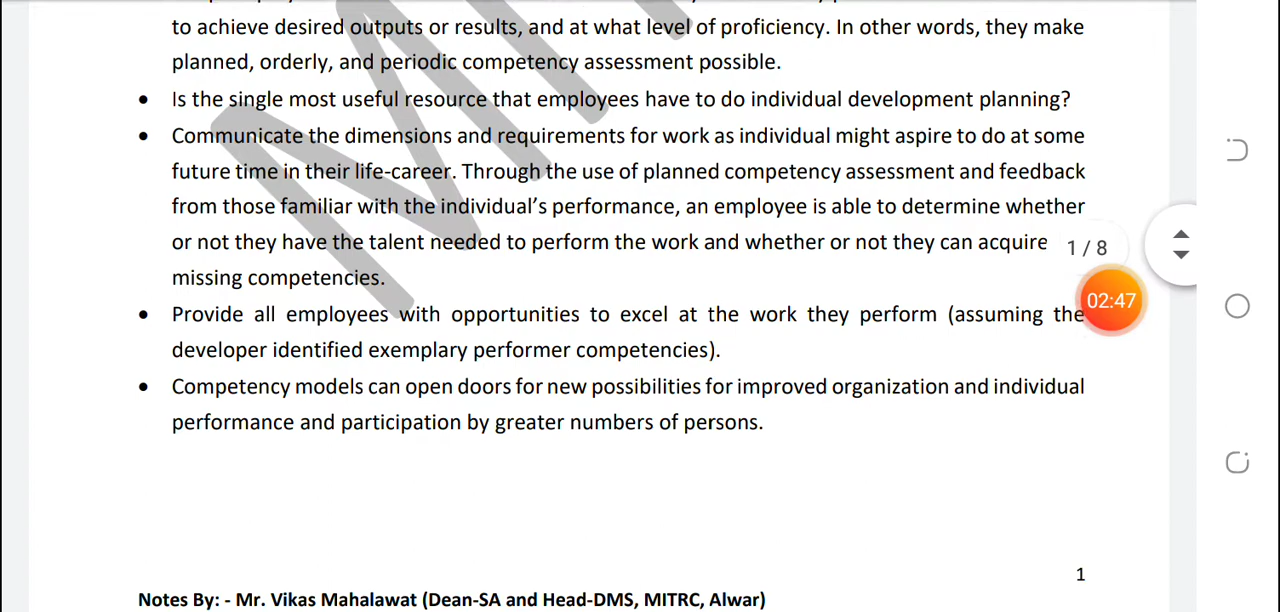 to achieve desired outputs or results, and at what level of proficiency. In other words, they make
planned, orderly, and periodic competency assessment possible.
• Is the single most useful resource that employees have to do individual development planning?
• Communicate the dimensions and requirements for work as individual might aspire to do at some
future time in their life-career. Through the use of planned competency assessment and feedback
from those familiar with the individual's performance, an employee is able to determine whether
or not they have the talent needed to perform the work and whether or not they can acquire
1 / 8
missing competencies.
02:47
• Provide all employees with opportunities to excel at the work they perform (assuming the
developer identified exemplary performer competencies).
• Competency models can open doors for new possibilities for improved organization and individual
performance and participation by greater numbers of persons.
1
Notes By: - Mr. Vikas Mahalawat (Dean-SA and Head-DMS, MITRC, Alwar)